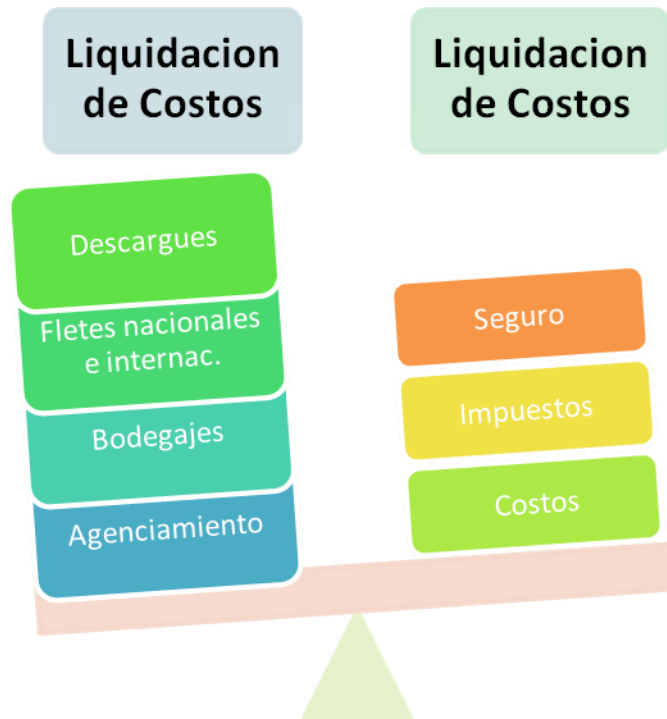 Liquidacion
de Costos
Liquidacion
de Costos
Descargues
Fletes nacionales
e internac.
Bodegajes
Agenciamiento
Seguro
Impuestos
Costos